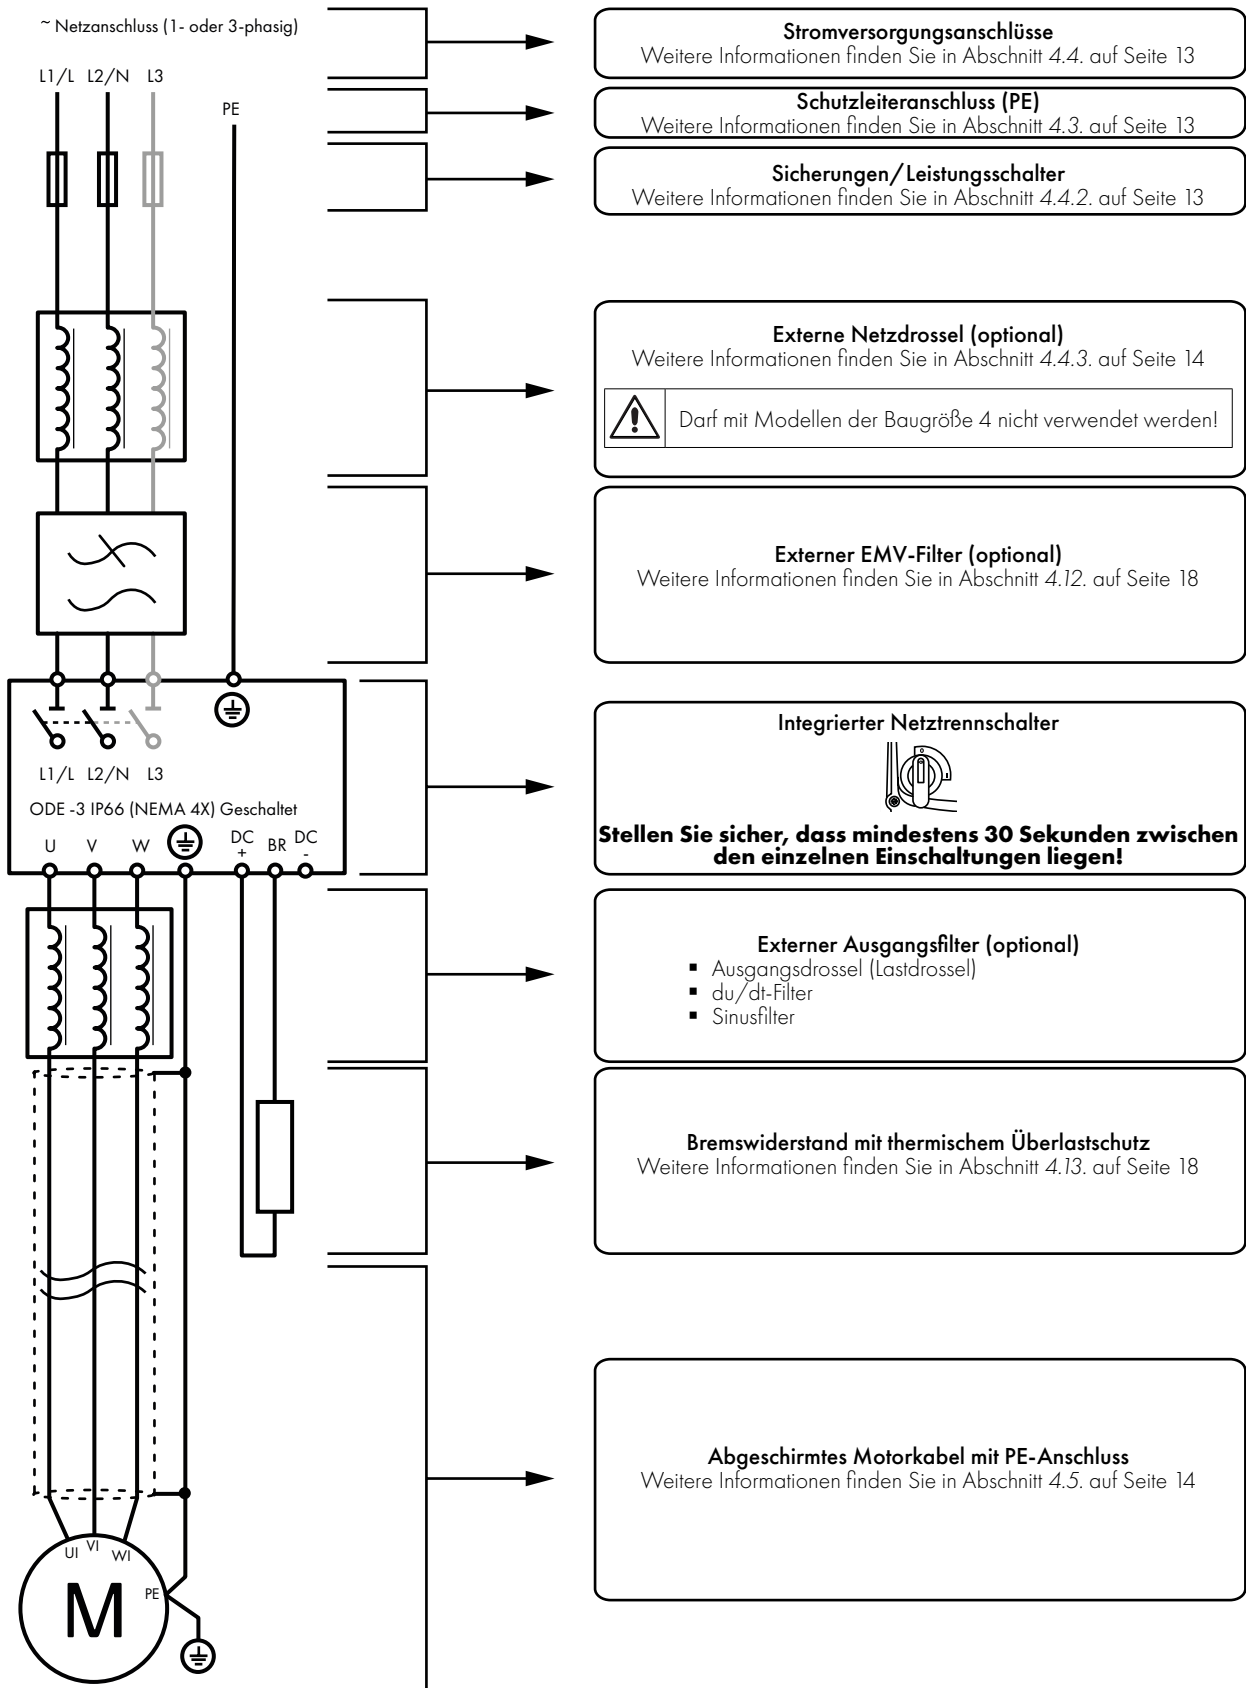 ~ Netzanschluss (1- oder 3-phasig)
L1/L L2/N L3
PE
Stromversorgungsanschlüsse
Weitere Informationen finden Sie in Abschnitt 4.4. auf Seite 13
Schutzleiteranschluss (PE)
Weitere Informationen finden Sie in Abschnitt 4.3. auf Seite 13
Sicherungen/Leistungsschalter
Weitere Informationen finden Sie in Abschnitt 4.4.2. auf Seite 13
Externe Netzdrossel (optional)
Weitere Informationen finden Sie in Abschnitt 4.4.3. auf Seite 14
Darf mit Modellen der Baugröße 4 nicht verwendet werden!
Externer EMV-Filter (optional)
Weitere Informationen finden Sie in Abschnitt 4.12. auf Seite 18
L1/L L2/N L3
ODE -3 IP66 (NEMA 4X) Geschaltet
U V W DC + BR DC -
Integrierter Netztrennschalter
Stellen Sie sicher, dass mindestens 30 Sekunden zwischen
den einzelnen Einschaltungen liegen!
Externer Ausgangsfilter (optional)
▪ Ausgangsdrossel (Lastdrossel)
▪ du/dt-Filter
▪ Sinusfilter
Bremswiderstand mit thermischem Überlastschutz
Weitere Informationen finden Sie in Abschnitt 4.13. auf Seite 18
Abgeschirmtes Motorkabel mit PE-Anschluss
Weitere Informationen finden Sie in Abschnitt 4.5. auf Seite 14
UI VI WI
PE
M